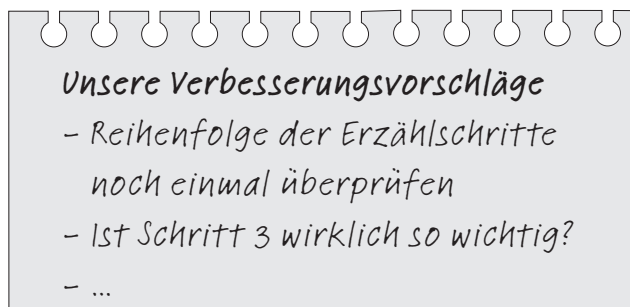 Unsere Verbesserungsvorschläge
– Reihenfolge der Erzählschritte
noch einmal überprüfen
– Ist Schritt 3 wirklich so wichtig?
– ...